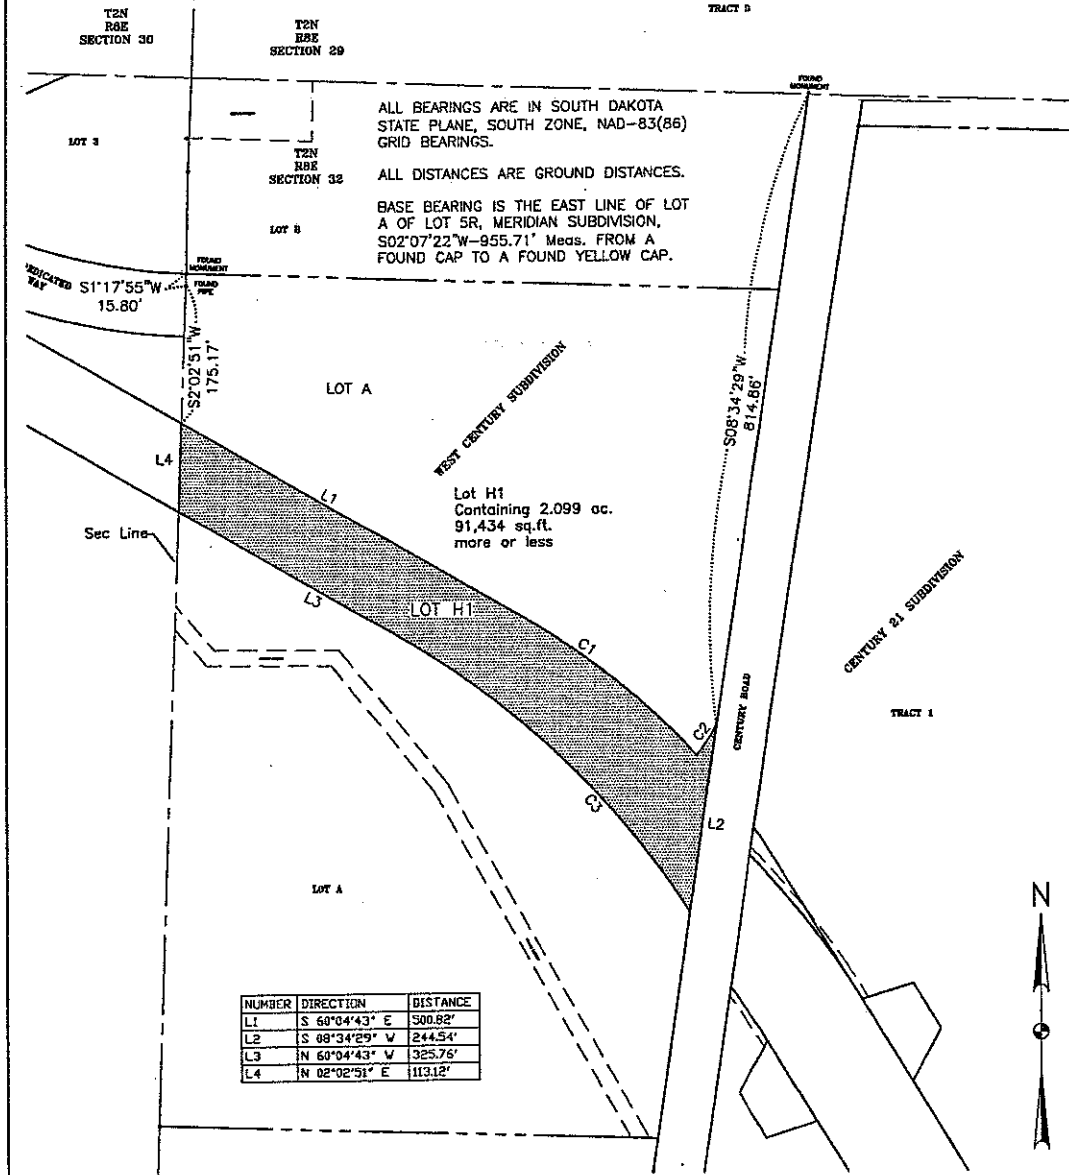 TRACT D
T2N
R8E
SECTION 30
T2N
R8E
SECTION 29
FOUND
MONUMENT
ALL BEARINGS ARE IN SOUTH DAKOTA
STATE PLANE, SOUTH ZONE, NAD-83(86)
GRID BEARINGS.
LOT 3
T2N
R8E
SECTION 32
ALL DISTANCES ARE GROUND DISTANCES.
BASE BEARING IS THE EAST LINE OF LOT
A OF LOT 5R, MERIDIAN SUBDIVISION,
S02°07'22"W-955.71' Meas. FROM A
FOUND CAP TO A FOUND YELLOW CAP.
LOT B
FOUND
MONUMENT
FOUND
PIPE
DEDICATED
WAY
S1°17'55"W
15.80'
S2°02'51"W
175.17'
LOT A
WEST CENTURY SUBDIVISION
S08°34'29"W
814.86'
L4
L1
Lot H1
Containing 2.099 ac.
91,434 sq.ft.
more or less
Sec Line
L3
LOT H1
C1
CENTURY 21 SUBDIVISION
C2
CENTURY ROAD
TRACT 1
C3
L2
LOT A
N
NUMBER DIRECTION DISTANCE
L1 S 60°04'43" E 500.82'
L2 S 08°34'29" W 244.54'
L3 N 60°04'43" W 325.76'
L4 N 02°02'51" E 113.12'